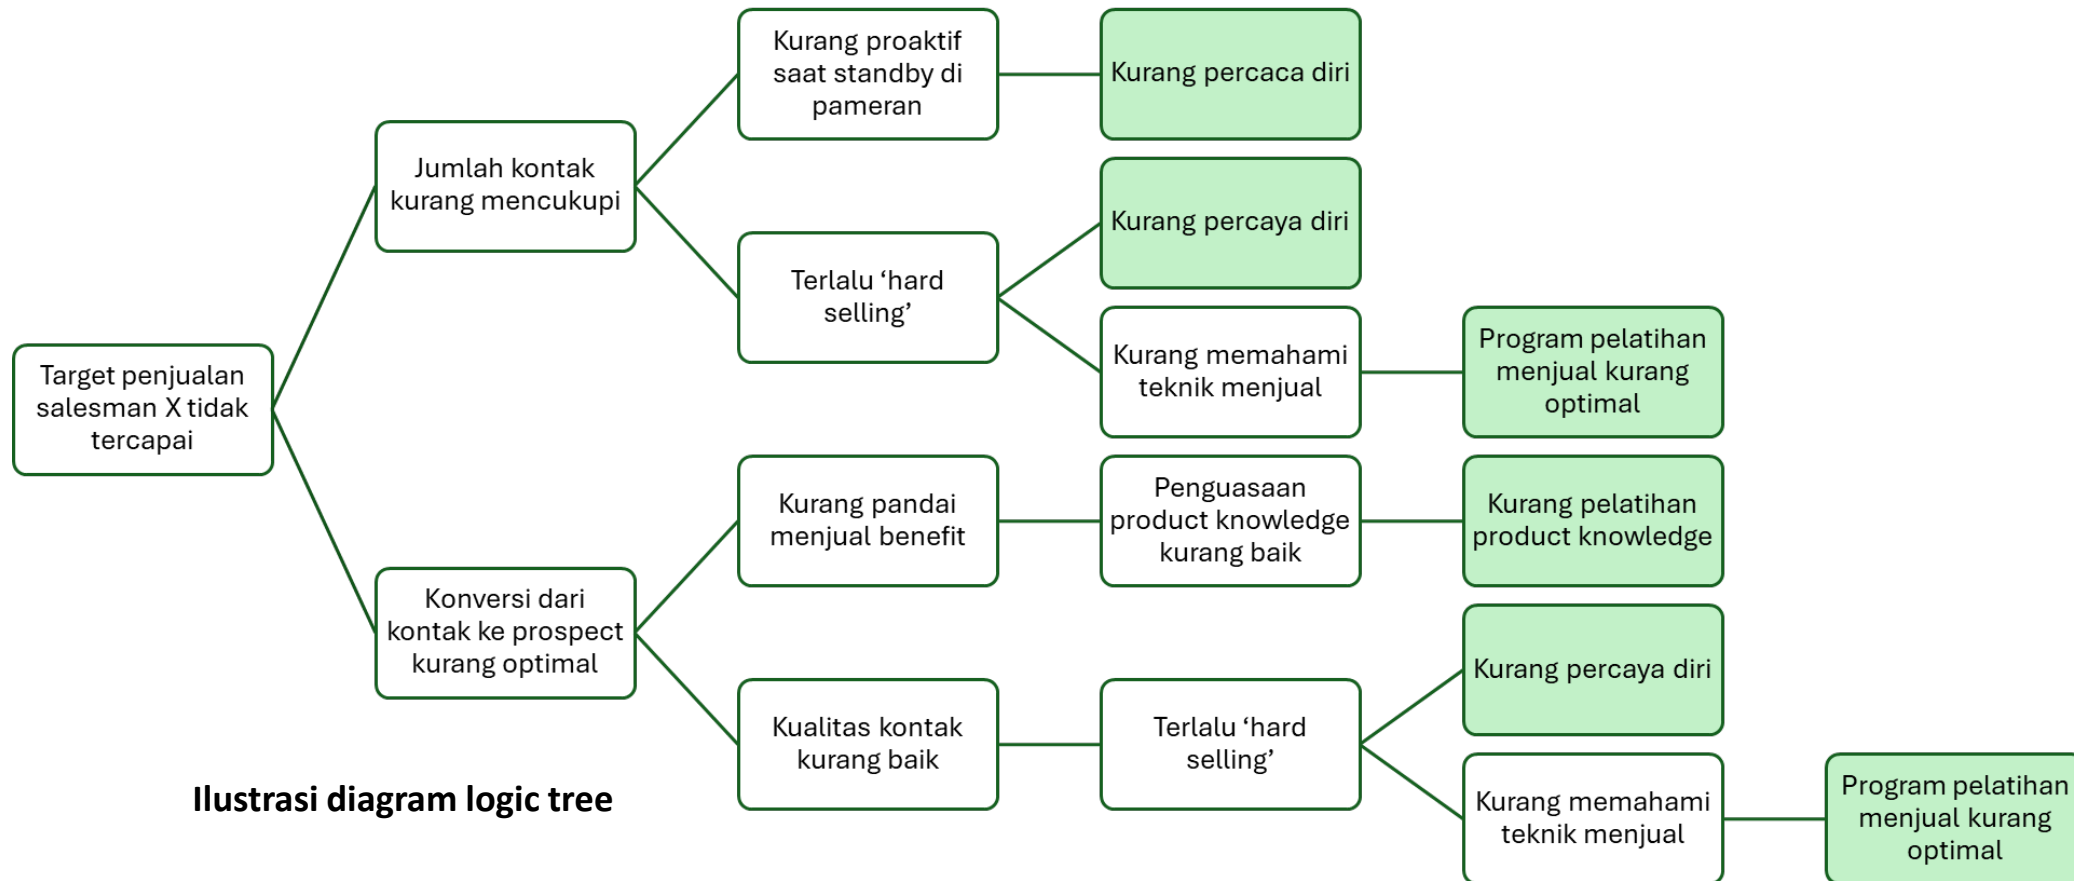 Target penjualan
salesman X tidak
tercapai
Jumlah kontak
kurang mencukupi
Kurang proaktif
saat standby di
pameran
Kurang percaca diri
Terlalu ‘hard
selling’
Kurang percaya diri
Kurang memahami
teknik menjual
Program pelatihan
menjual kurang
optimal
Konversi dari
kontak ke prospect
kurang optimal
Kurang pandai
menjual benefit
Penguasaan
product knowledge
kurang baik
Kurang pelatihan
product knowledge
Kualitas kontak
kurang baik
Terlalu ‘hard
selling’
Kurang percaya diri
Kurang memahami
teknik menjual
Program pelatihan
menjual kurang
optimal
Ilustrasi diagram logic tree